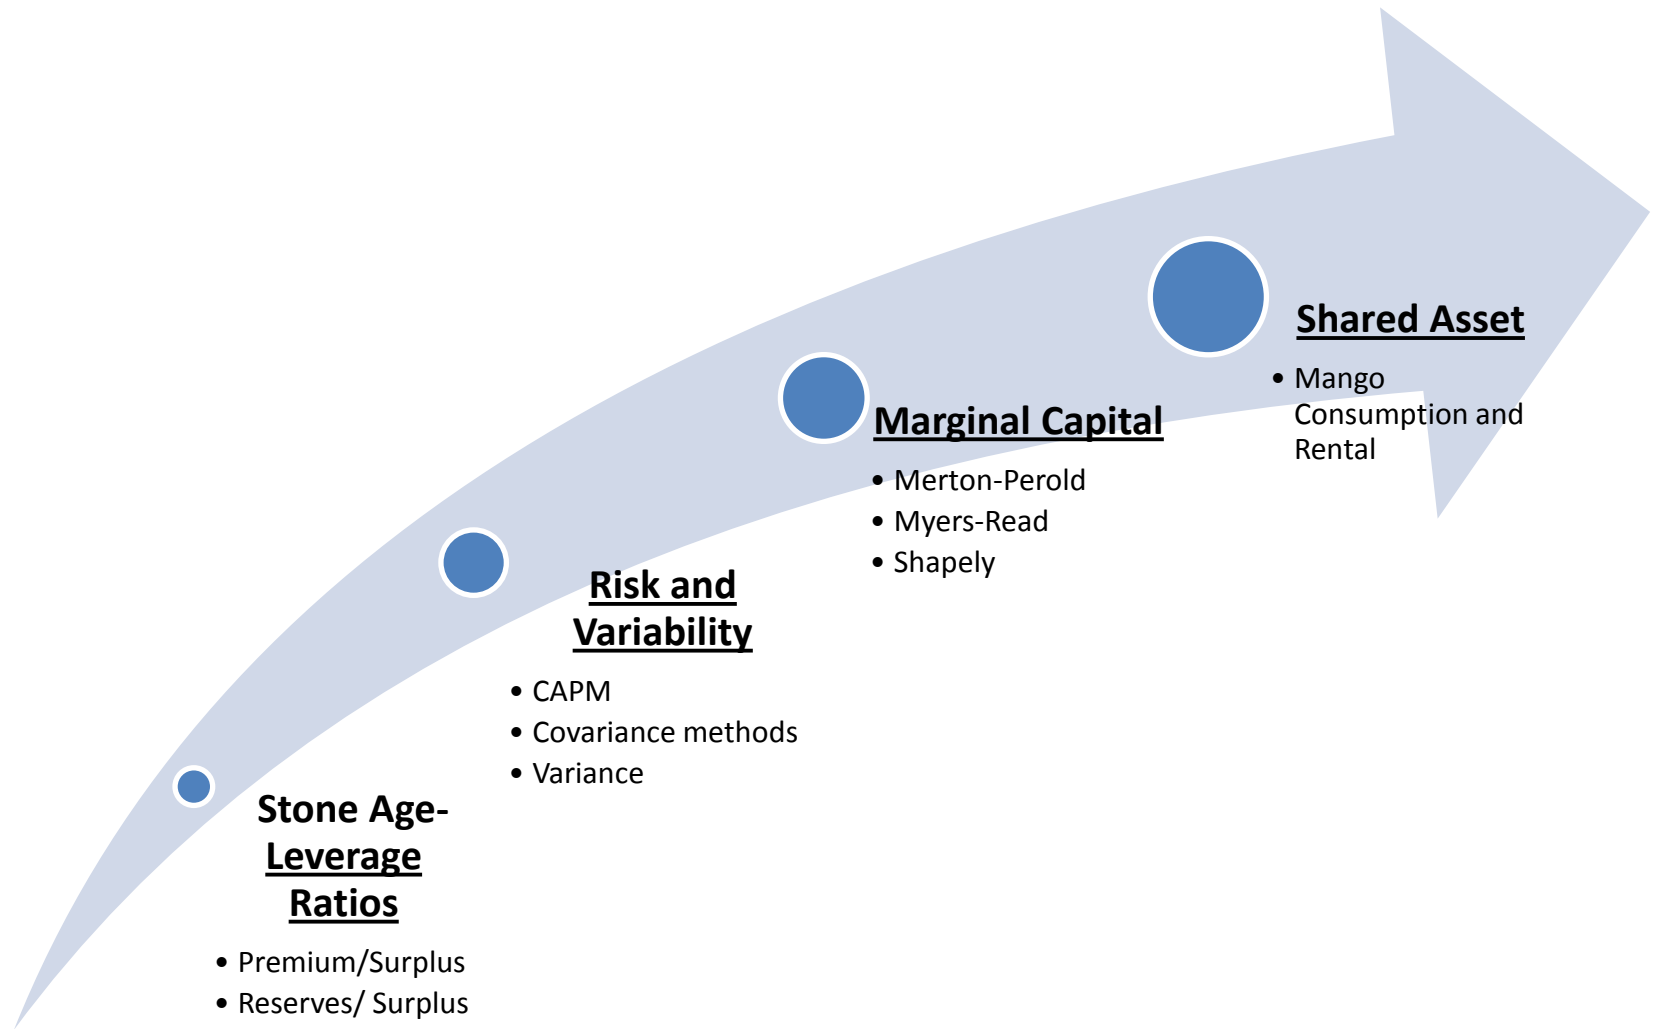 Stone Age-
Leverage
Ratios
• Premium/Surplus
• Reserves/ Surplus
Risk and
Variability
• CAPM
• Covariance methods
• Variance
Marginal Capital
• Merton-Perold
• Myers-Read
• Shapely
Shared Asset
• Mango
Consumption and
Rental